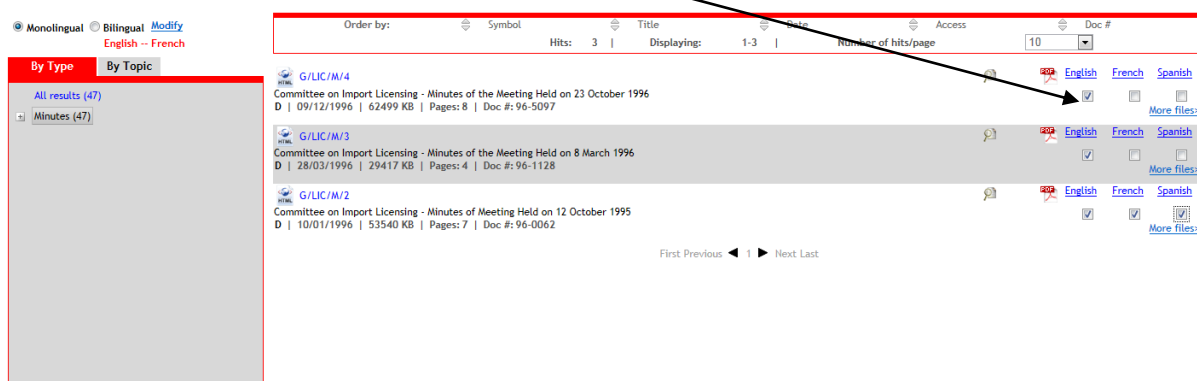 Monolingual Bilingual Modify
English -- French
By Type By Topic
All results (47)
Minutes (47)
Order by: Symbol Title Date Access Doc #
Hits: 3 | Displaying: 1-3 | Number of hits/page 10
HTML G/LIC/M/4 PDF English French Spanish
Committee on Import Licensing - Minutes of the Meeting Held on 23 October 1996
D | 09/12/1996 | 62499 KB | Pages: 8 | Doc #: 96-5097
More files»
HTML G/LIC/M/3 PDF English French Spanish
Committee on Import Licensing - Minutes of the Meeting Held on 8 March 1996
D | 28/03/1996 | 29417 KB | Pages: 4 | Doc #: 96-1128
More files»
HTML G/LIC/M/2 PDF English French Spanish
Committee on Import Licensing - Minutes of Meeting Held on 12 October 1995
D | 10/01/1996 | 53540 KB | Pages: 7 | Doc #: 96-0062
More files»
First Previous 1 Next Last